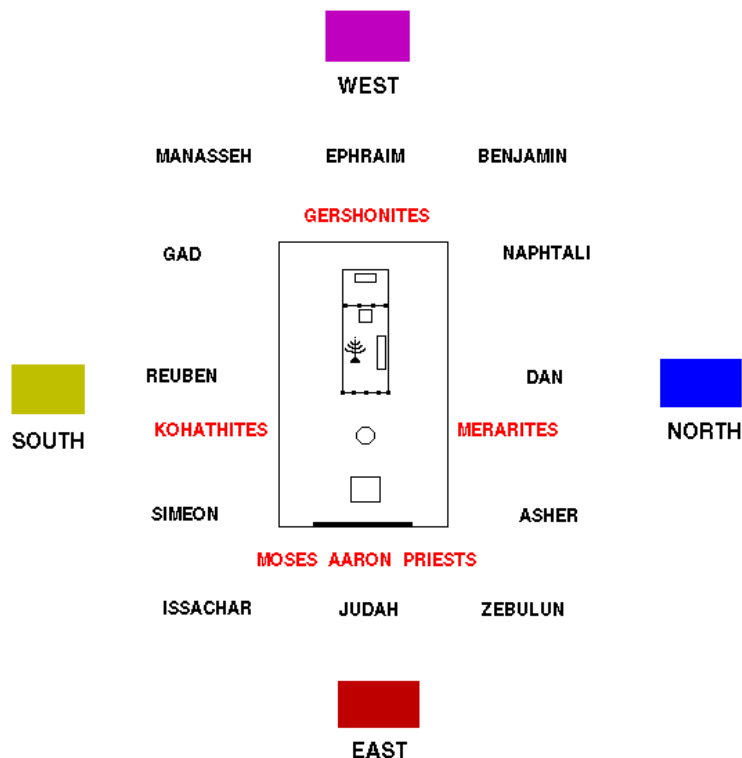 WEST
MANASSEH EPHRAIM BENJAMIN
GERSHONITES
GAD NAPHTALI
REUBEN DAN
KOHATHITES MERARITES
SOUTH NORTH
SIMEON ASHER
MOSES AARON PRIESTS
ISSACHAR JUDAH ZEBULUN
EAST